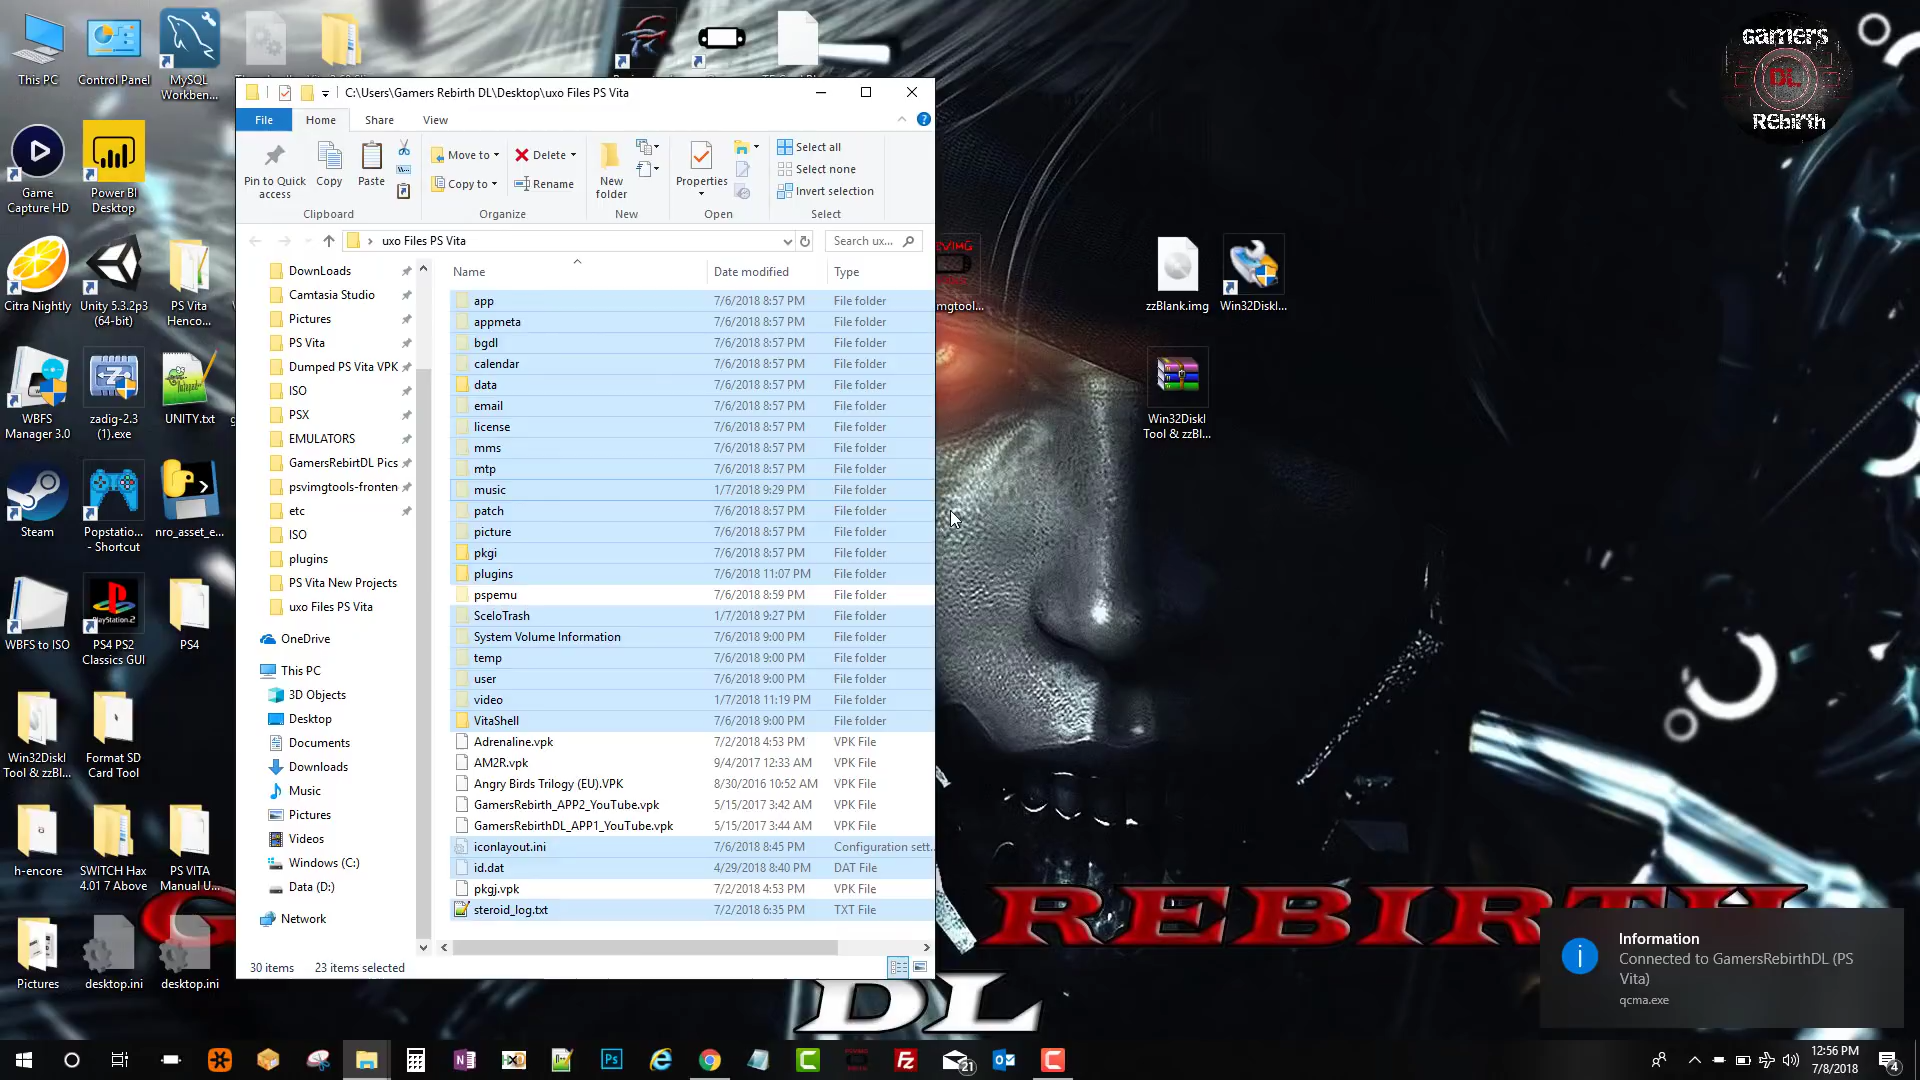 This PC
Control Panel
MySQL
Workben...
C:\Users\Gamers Rebirth DL\Desktop\uxo Files PS Vita
File
Home
Share
View
Pin to Quick
access
Copy
Paste
Clipboard
Move to
Copy to
Delete
Rename
Organize
New
folder
New
Properties
Open
Select all
Select none
Invert selection
Select
uxo Files PS Vita
Search ux...
DownLoads
Camtasia Studio
Pictures
PS Vita
Dumped PS Vita VPK
ISO
PSX
EMULATORS
GamersRebirtDL Pics
psvimgtools-fronten
etc
ISO
plugins
PS Vita New Projects
uxo Files PS Vita
OneDrive
This PC
3D Objects
Desktop
Documents
Downloads
Music
Pictures
Videos
Windows (C:)
Data (D:)
Network
Name Date modified Type
app 7/6/2018 8:57 PM File folder
appmeta 7/6/2018 8:57 PM File folder
bgdl 7/6/2018 8:57 PM File folder
calendar 7/6/2018 8:57 PM File folder
data 7/6/2018 8:57 PM File folder
email 7/6/2018 8:57 PM File folder
license 7/6/2018 8:57 PM File folder
mms 7/6/2018 8:57 PM File folder
mtp 7/6/2018 8:57 PM File folder
music 1/7/2018 9:29 PM File folder
patch 7/6/2018 8:57 PM File folder
picture 7/6/2018 8:57 PM File folder
pkgi 7/6/2018 8:57 PM File folder
plugins 7/6/2018 11:07 PM File folder
pspemu 7/6/2018 8:59 PM File folder
SceIoTrash 1/7/2018 9:27 PM File folder
System Volume Information 7/6/2018 9:00 PM File folder
temp 7/6/2018 9:00 PM File folder
user 7/6/2018 9:00 PM File folder
video 1/7/2018 11:19 PM File folder
VitaShell 7/6/2018 9:00 PM File folder
Adrenaline.vpk 7/2/2018 4:53 PM VPK File
AM2R.vpk 9/4/2017 12:33 AM VPK File
Angry Birds Trilogy (EU).VPK 8/30/2016 10:52 AM VPK File
GamersRebirth_APP2_YouTube.vpk 5/15/2017 3:42 AM VPK File
GamersRebirthDL_APP1_YouTube.vpk 5/15/2017 3:44 AM VPK File
iconlayout.ini 7/6/2018 8:45 PM Configuration sett...
id.dat 4/29/2018 8:40 PM DAT File
pkgj.vpk 7/2/2018 4:53 PM VPK File
steroid_log.txt 7/2/2018 6:35 PM TXT File
30 items 23 items selected
Game
Capture HD
Power BI
Desktop
Citra Nightly
Unity 5.3.2p3
(64-bit)
PS Vita
Henco...
WBFS
Manager 3.0
zadig-2.3
(1).exe
UNITY.txt
Steam
Popstatio...
- Shortcut
nro_asset_e...
WBFS to ISO
PS4 PS2
Classics GUI
PS4
Win32DiskI
Tool & zzBl...
Format SD
Card Tool
h-encore
SWITCH Hax
4.01 7 Above
PS VITA
Manual U...
Pictures
desktop.ini
desktop.ini
mgtool...
zzBlank.img
Win32DiskI...
Win32DiskI
Tool & zzBl...
GAMERS
DL
REBIRTH
REBIRTH
DL
Information
Connected to GamersRebirthDL (PS
Vita)
qcma.exe
21
12:56 PM
7/8/2018
4